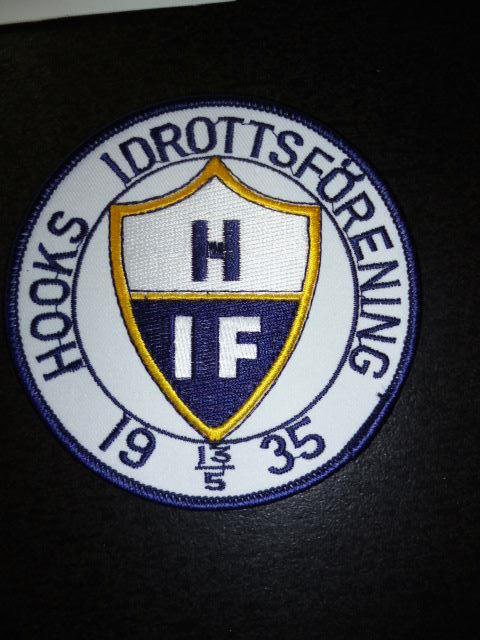 HOOKS IDROTTSFÖRENING
H
IF
19 13/5 35